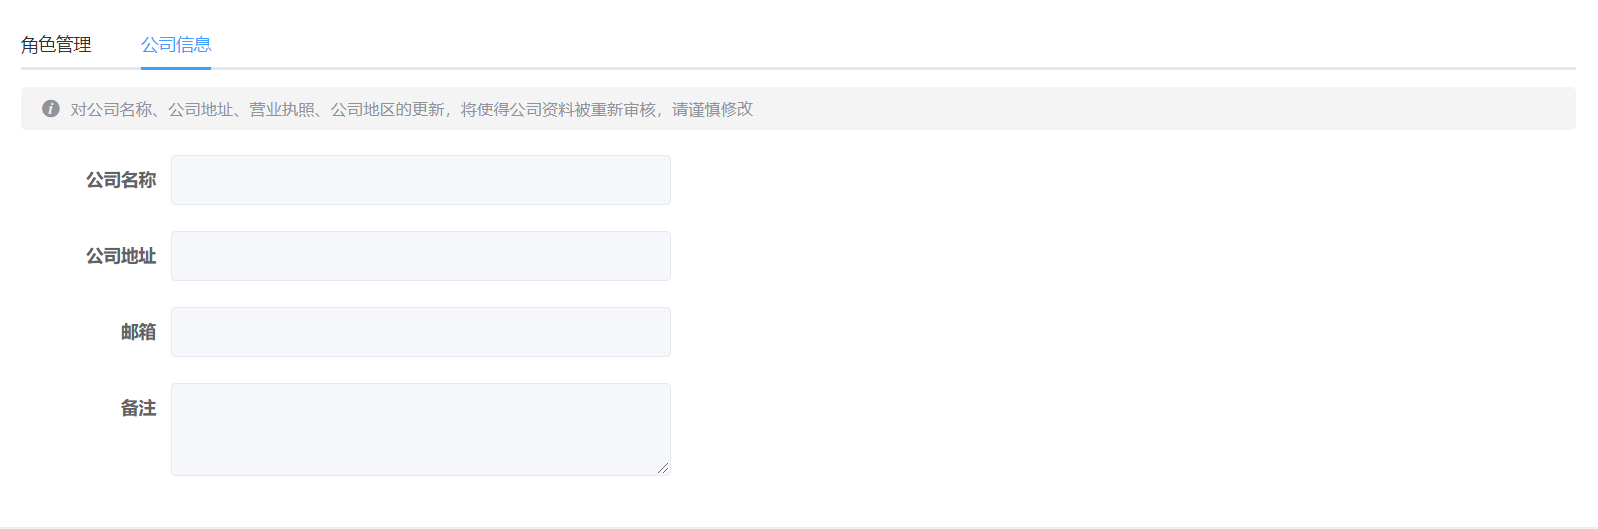 角色管理 公司信息
对公司名称、公司地址、营业执照、公司地区的更新，将使得公司资料被重新审核，请谨慎修改
公司名称
公司地址
邮箱
备注